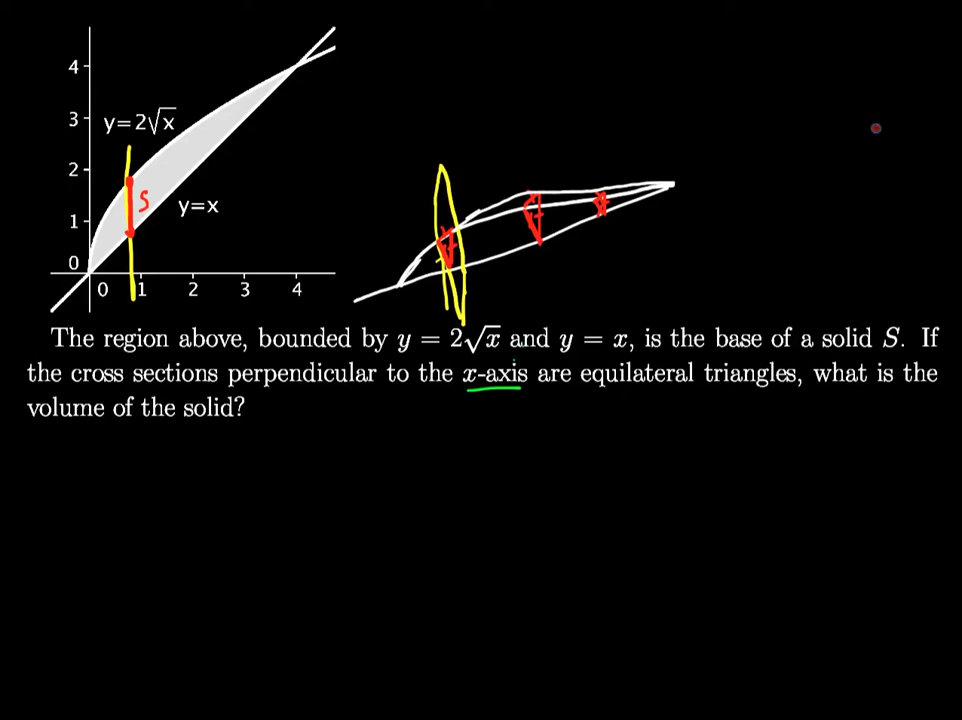 4
3
y=2√x
2
S
y=x
1
0
0 1 2 3 4
The region above, bounded by y = 2√x and y = x, is the base of a solid S. If
the cross sections perpendicular to the x-axis are equilateral triangles, what is the
volume of the solid?